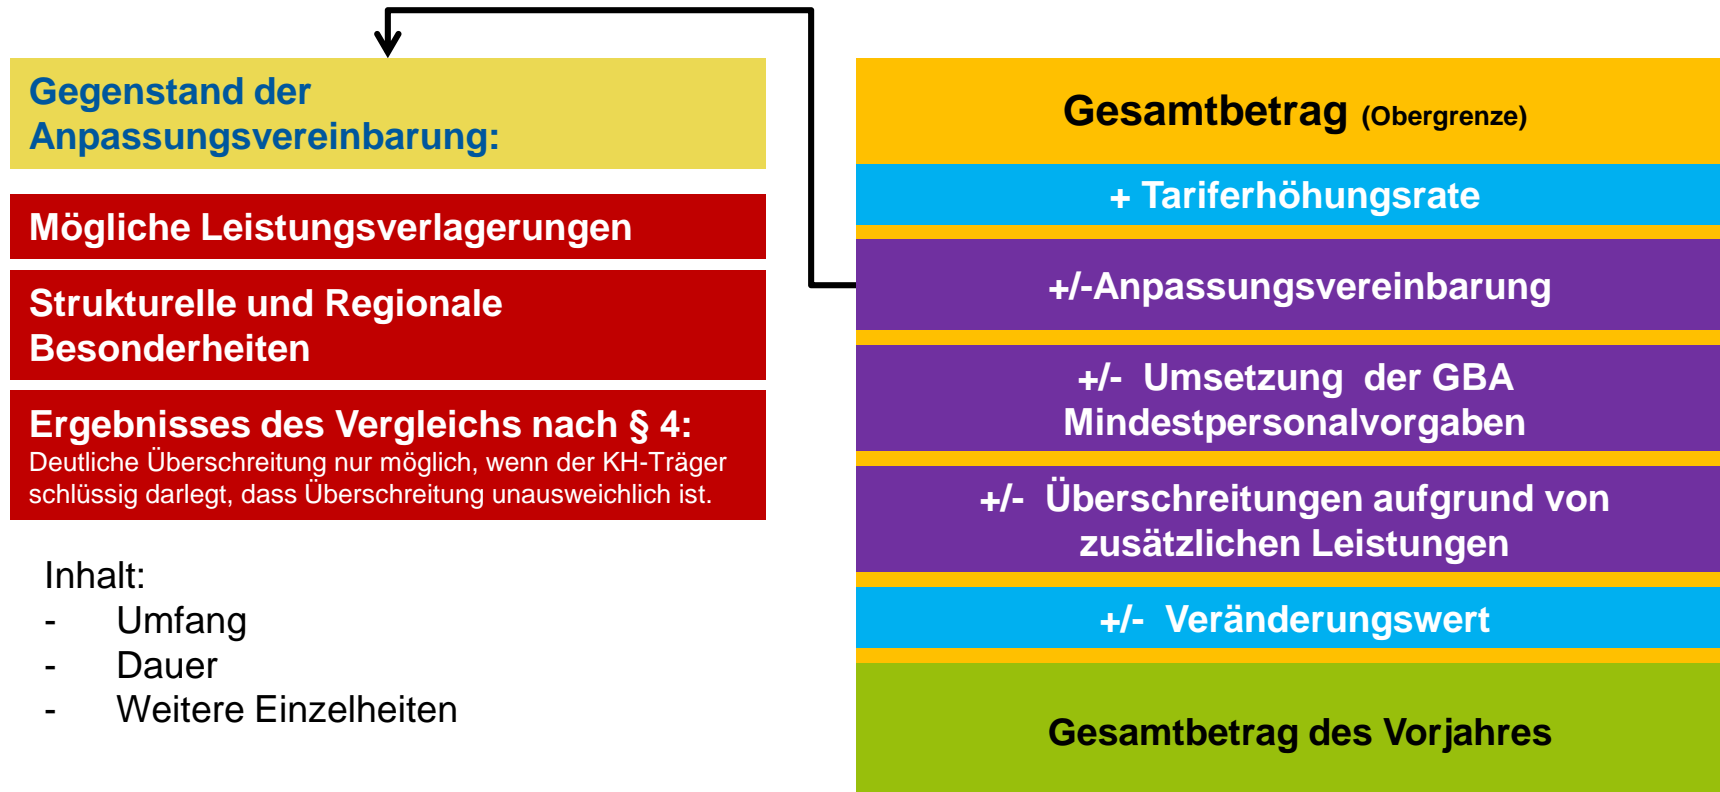 Gegenstand der
Anpassungsvereinbarung:
Mögliche Leistungsverlagerungen
Strukturelle und Regionale
Besonderheiten
Ergebnisses des Vergleichs nach § 4:
Deutliche Überschreitung nur möglich, wenn der KH-Träger
schlüssig darlegt, dass Überschreitung unausweichlich ist.
Inhalt:
- Umfang
- Dauer
- Weitere Einzelheiten
Gesamtbetrag (Obergrenze)
+ Tariferhöhungsrate
+/-Anpassungsvereinbarung
+/- Umsetzung der GBA
Mindestpersonalvorgaben
+/- Überschreitungen aufgrund von
zusätzlichen Leistungen
+/- Veränderungswert
Gesamtbetrag des Vorjahres